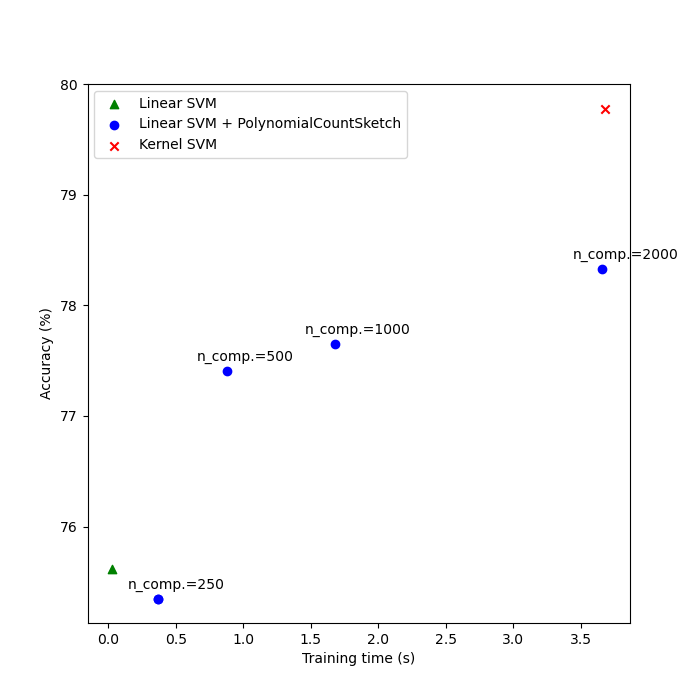 Linear SVM
Linear SVM + PolynomialCountSketch
Kernel SVM
80
79
78
77
76
Accuracy (%)
n_comp.=2000
n_comp.=1000
n_comp.=500
n_comp.=250
0.0 0.5 1.0 1.5 2.0 2.5 3.0 3.5
Training time (s)